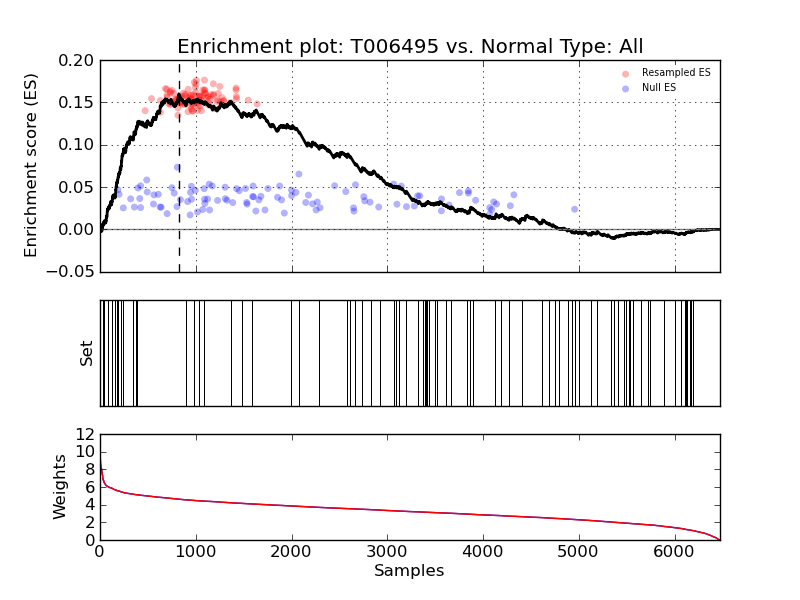 Enrichment plot: T006495 vs. Normal Type: All
Enrichment score (ES)
0.20
0.15
0.10
0.05
0.00
−0.05
Resampled ES
Null ES
Set
Weights
12
10
8
6
4
2
0
0 1000 2000 3000 4000 5000 6000
Samples